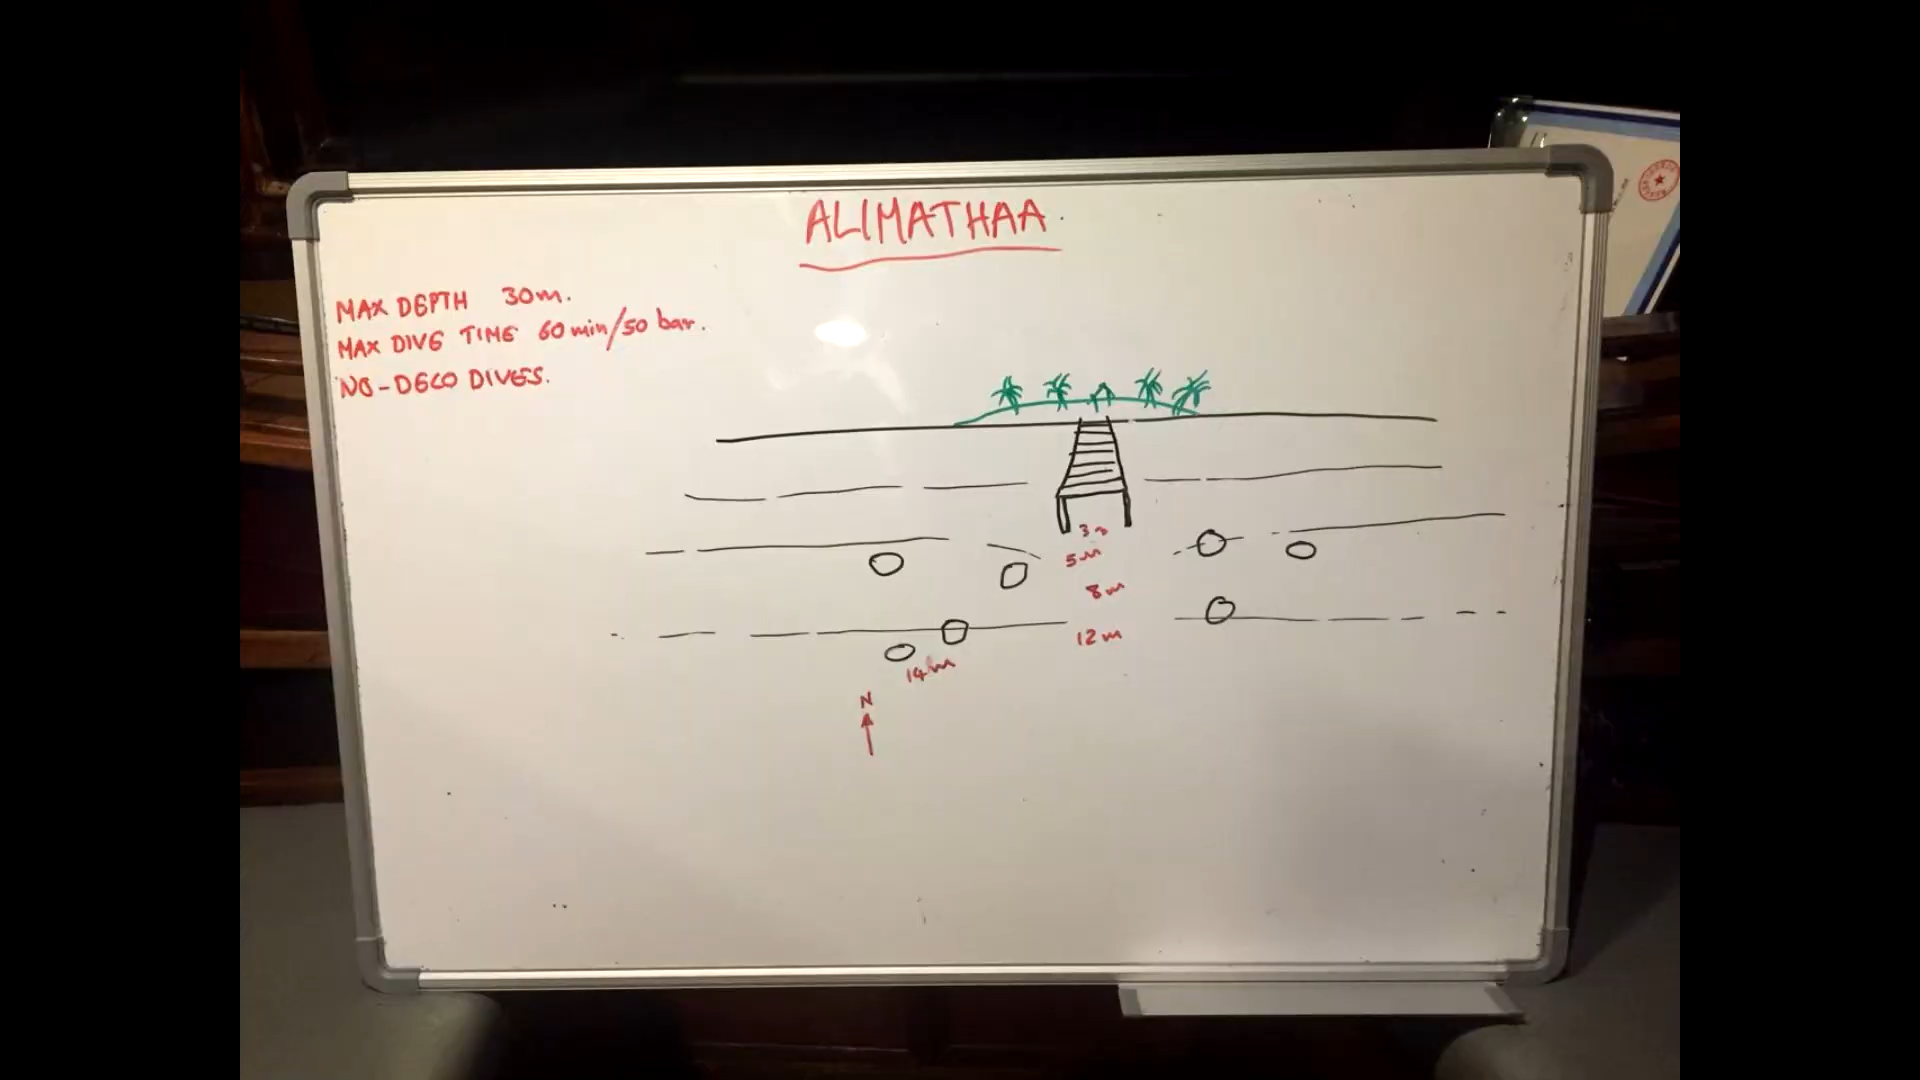 ALIMATHAA
MAX DEPTH 30m.
MAX DIVE TIME 60 min/50 bar.
NO-DECO DIVES.
3m
5m
8m
12m
14m
N